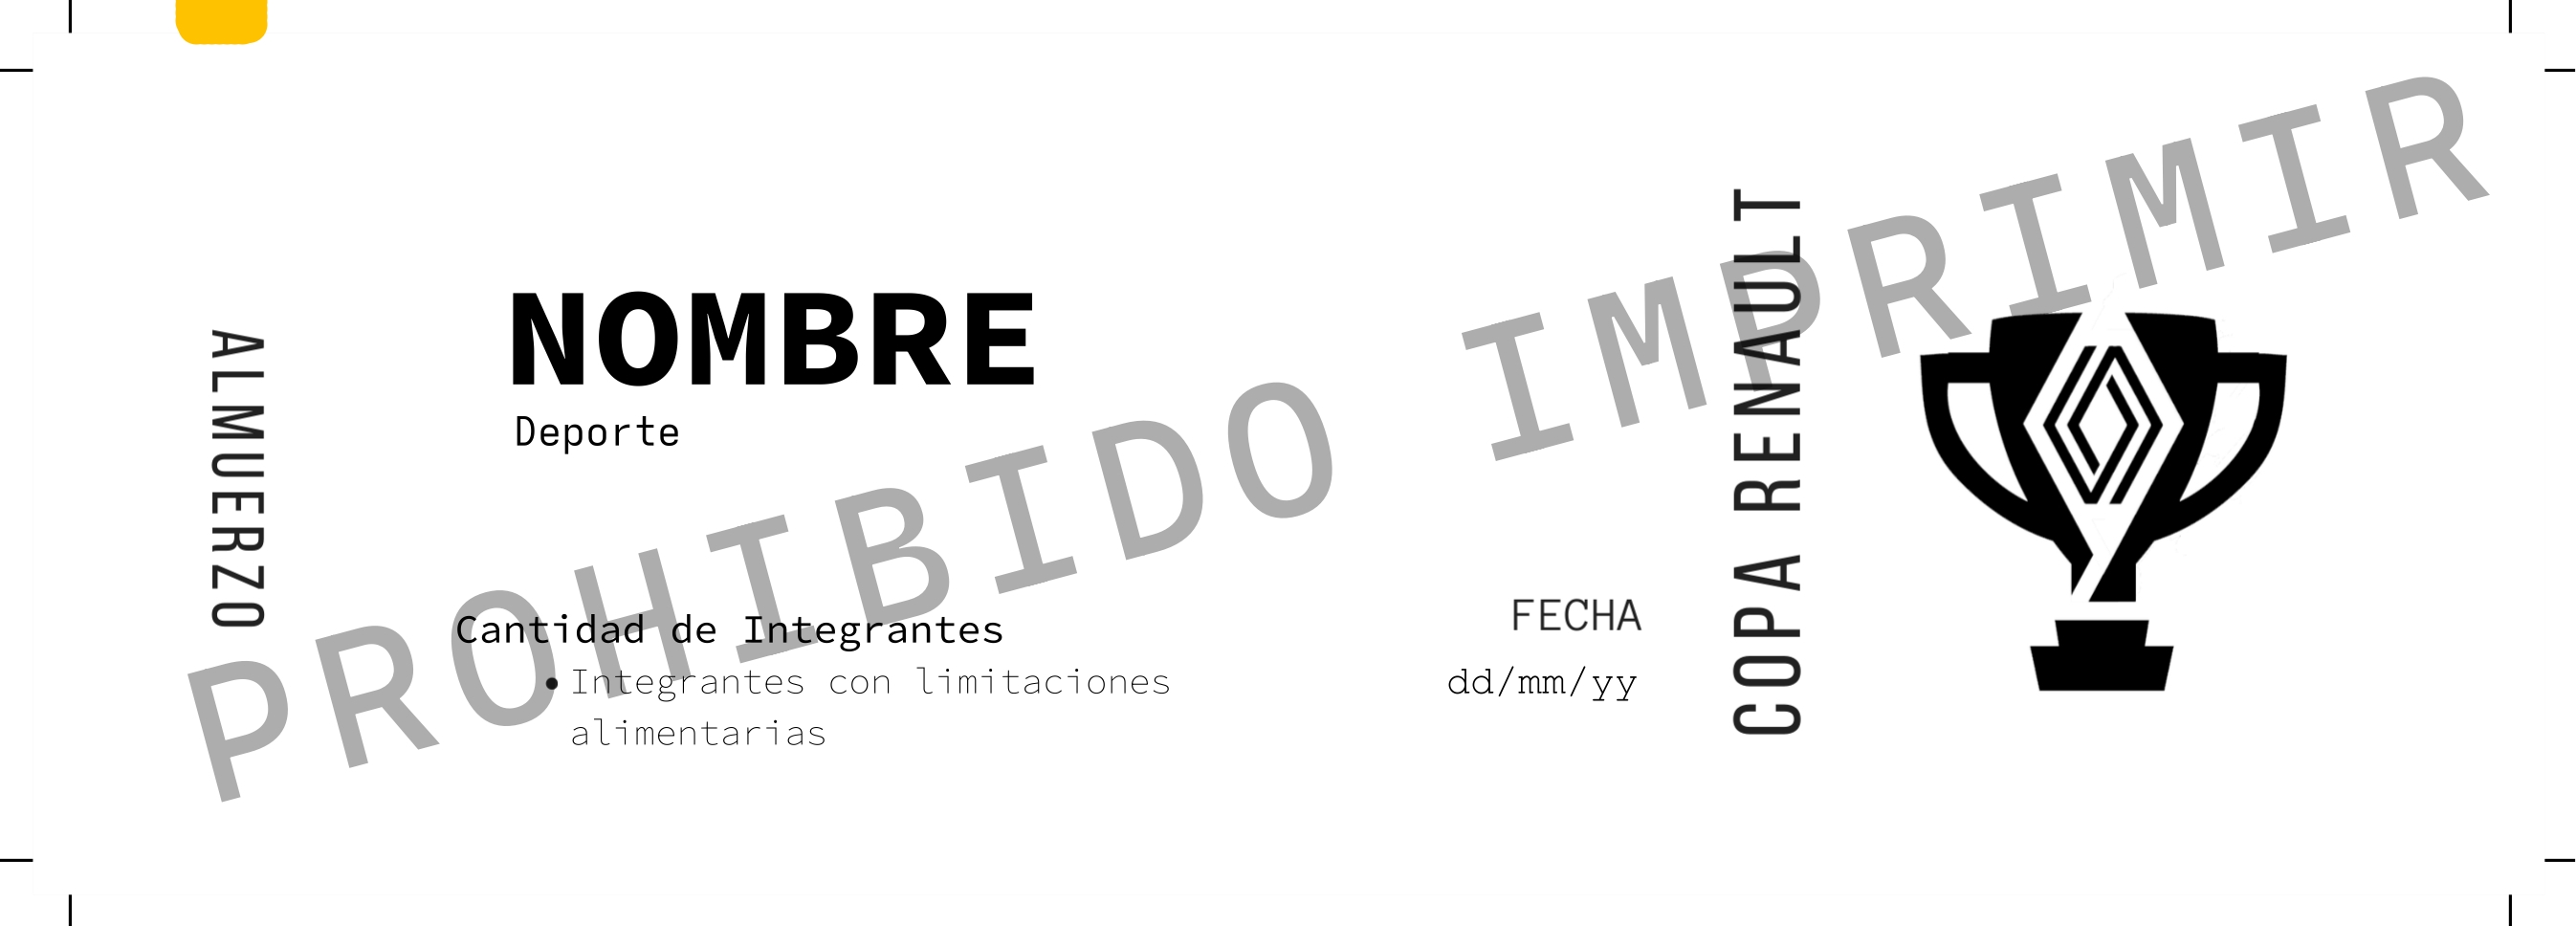 ALMUERZO
NOMBRE
Deporte
Cantidad de Integrantes
• Integrantes con limitaciones
alimentarias
FECHA
dd/mm/yy
COPA RENAULT
PROHIBIDO IMPRIMIR